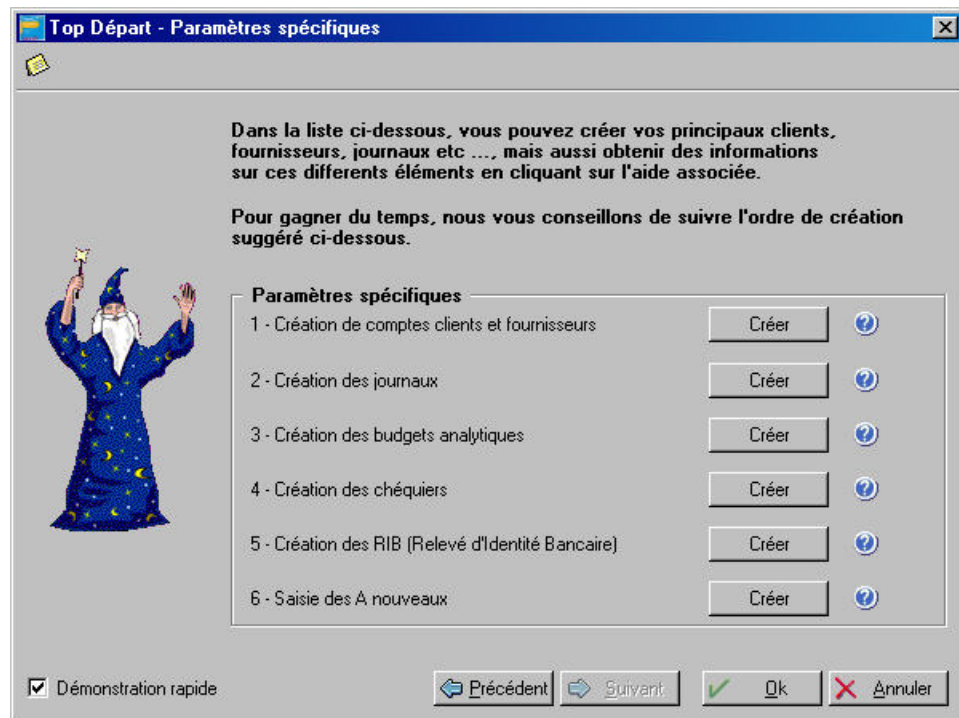 Top Départ - Paramètres spécifiques
Dans la liste ci-dessous, vous pouvez créer vos principaux clients,
fournisseurs, journaux etc ..., mais aussi obtenir des informations
sur ces differents éléments en cliquant sur l'aide associée.
Pour gagner du temps, nous vous conseillons de suivre l'ordre de création
suggéré ci-dessous.
Paramètres spécifiques
1 - Création de comptes clients et fournisseurs Créer ?
2 - Création des journaux Créer ?
3 - Création des budgets analytiques Créer ?
4 - Création des chéquiers Créer ?
5 - Création des RIB (Relevé d'Identité Bancaire) Créer ?
6 - Saisie des A nouveaux Créer ?
Démonstration rapide Précédent Suivant Ok Annuler